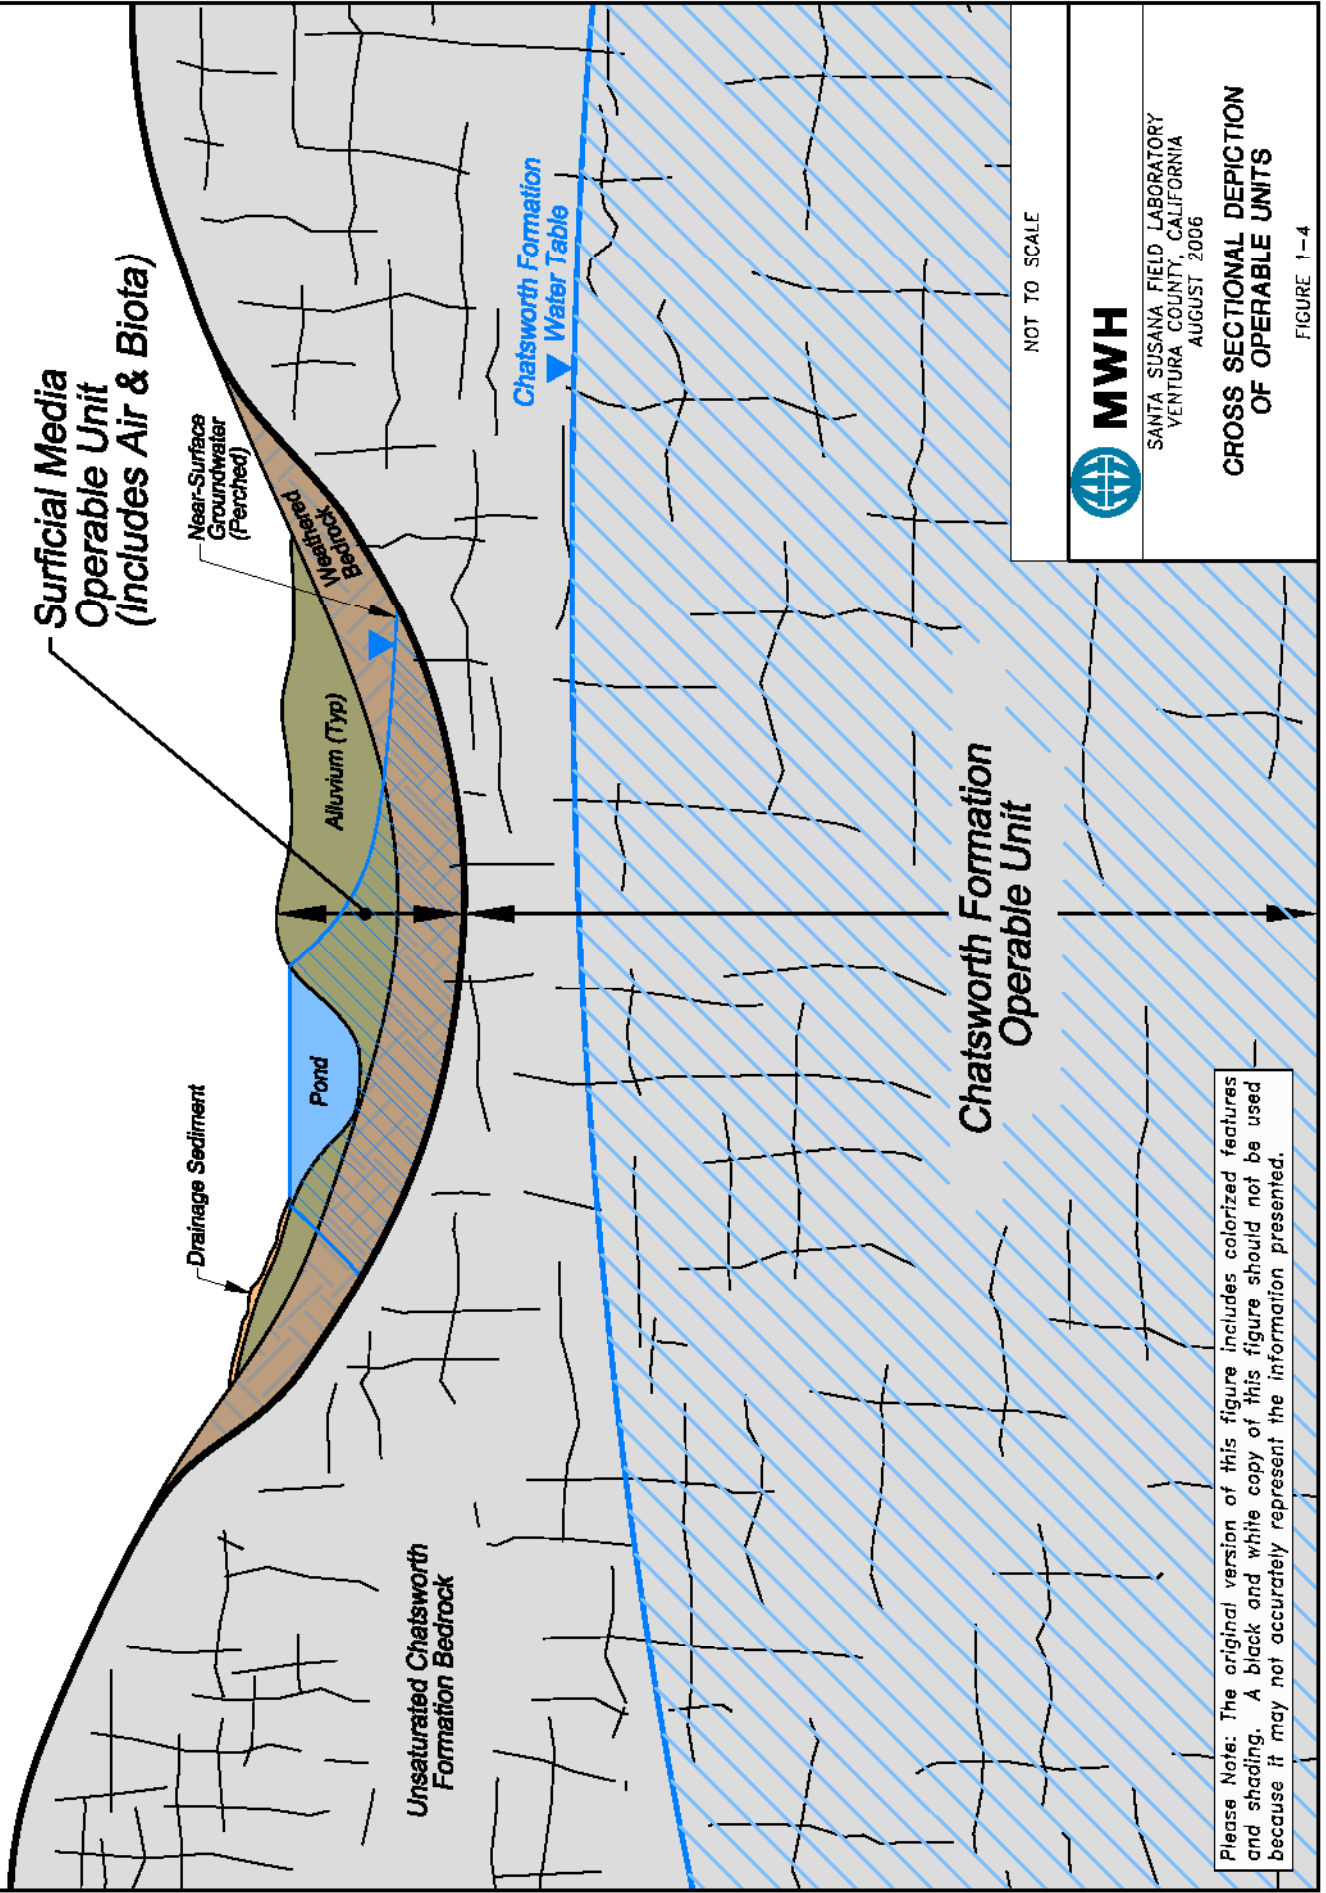 Surficial Media
Operable Unit
(Includes Air & Biota)
Near-Surface
Groundwater
(Perched)
Drainage Sediment
Pond
Alluvium (Typ)
Weathered
Bedrock
Unsaturated Chatsworth
Formation Bedrock
Chatsworth Formation
Water Table
Chatsworth Formation
Operable Unit
Please Note: The original version of this figure includes colorized features
and shading. A black and white copy of this figure should not be used
because it may not accurately represent the information presented.
NOT TO SCALE
MWH
SANTA SUSANA FIELD LABORATORY
VENTURA COUNTY, CALIFORNIA
AUGUST 2006
CROSS SECTIONAL DEPICTION
OF OPERABLE UNITS
FIGURE 1-4